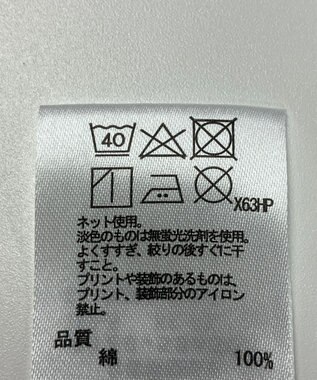 40
X63HP
ネット使用。
淡色のものは無蛍光洗剤を使用。
よくすすぎ、絞りの後すぐに干
すこと。
プリントや装飾のあるものは、
プリント、装飾部分のアイロン
禁止。
品質
綿 100%